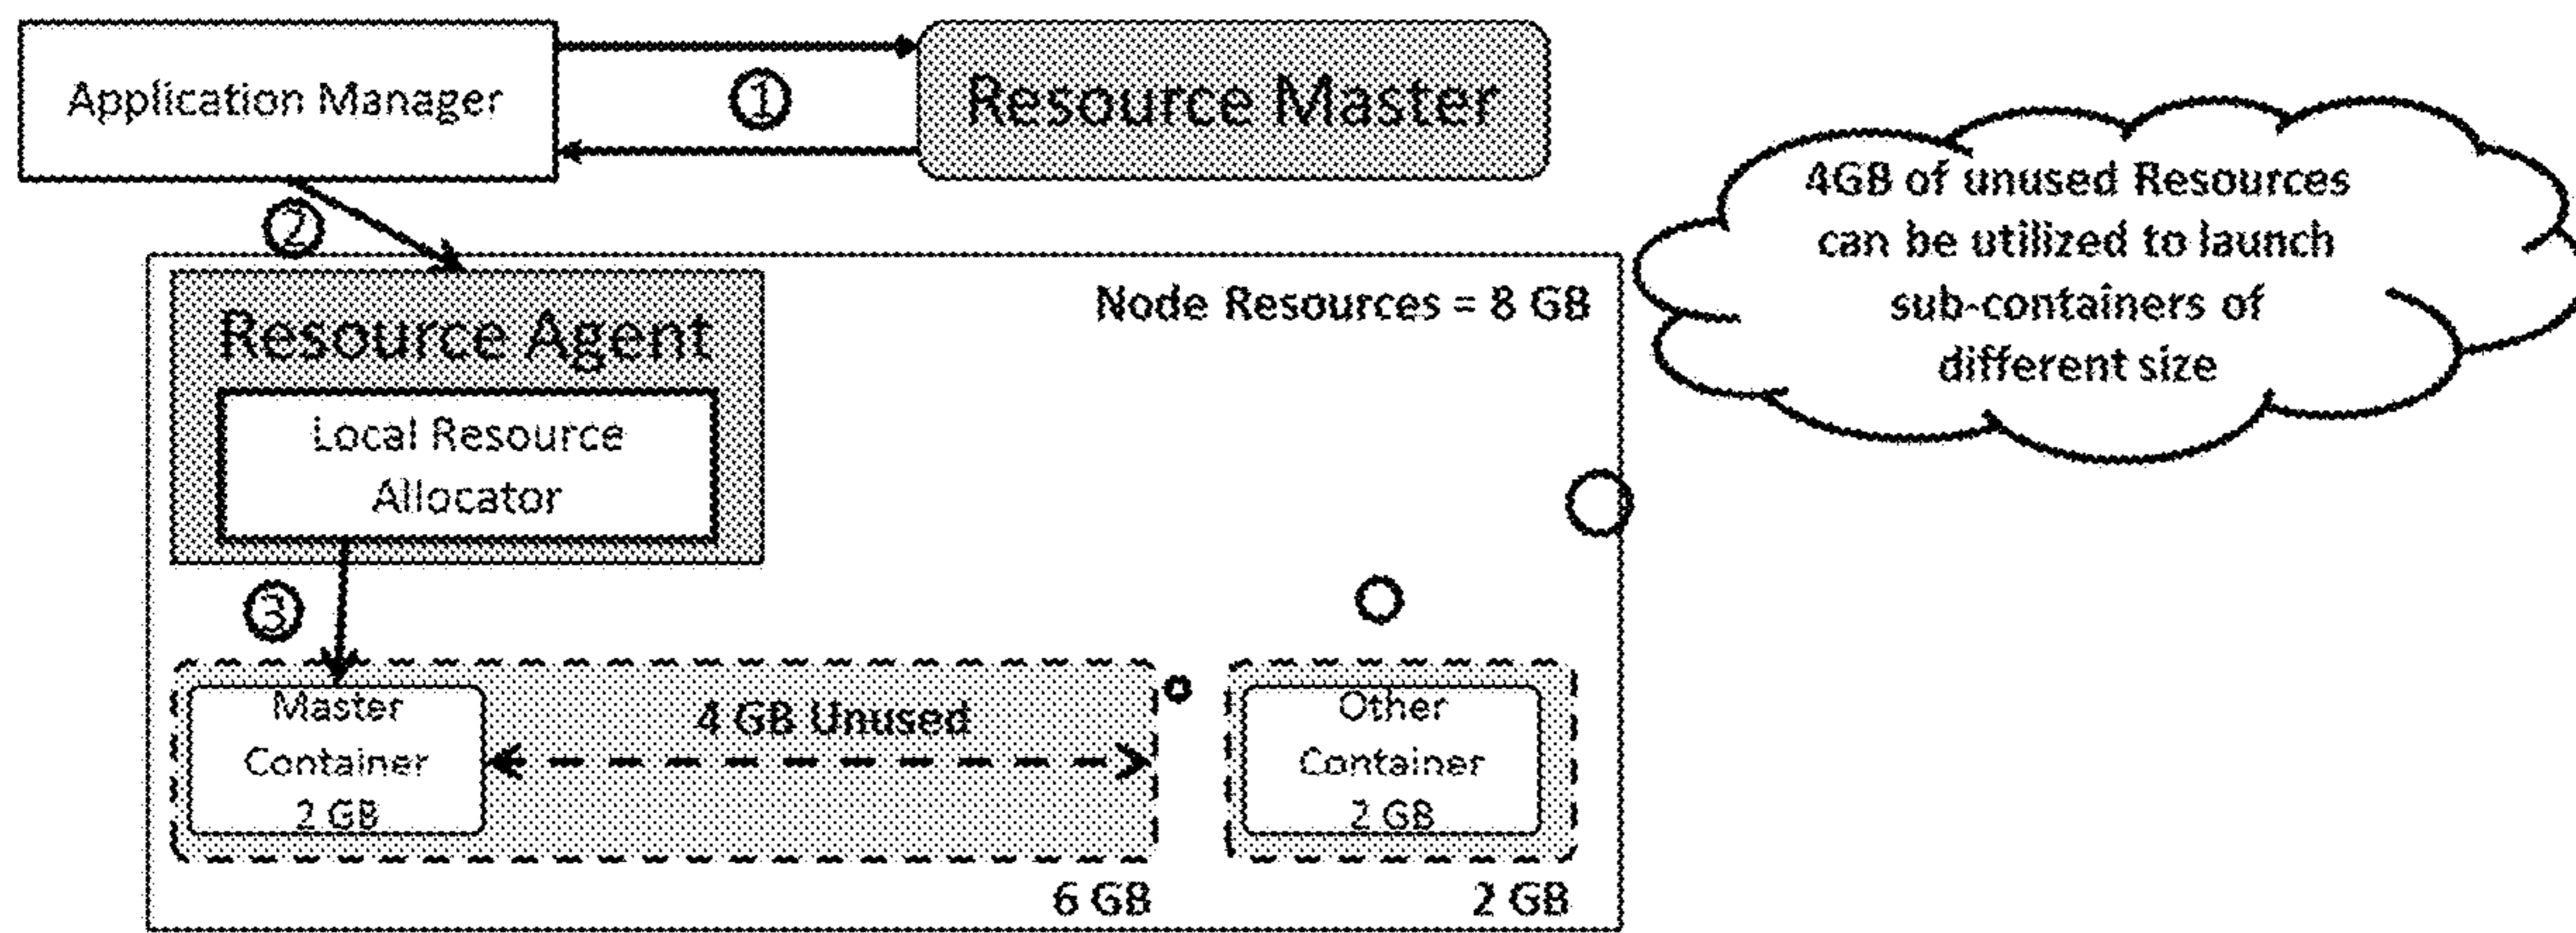 Application Manager
①
Resource Master
②
4GB of unused Resources
can be utilized to launch
sub-containers of
different size
Node Resources = 8 GB
Resource Agent
Local Resource
Allocator
③
Master
Container
2 GB
4 GB Unused
Other
Container
2 GB
6 GB
2 GB